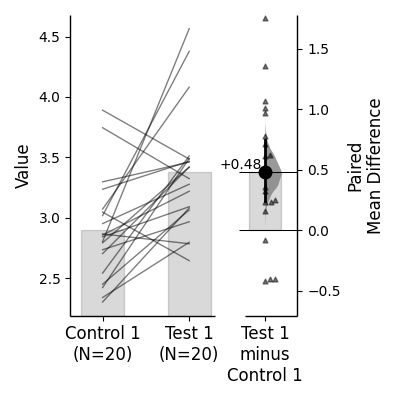 4.5
4.0
3.5
3.0
2.5
Value
Control 1
(N=20)
Test 1
(N=20)
+0.48
1.5
1.0
0.5
0.0
−0.5
Paired
Mean Difference
Test 1
minus
Control 1